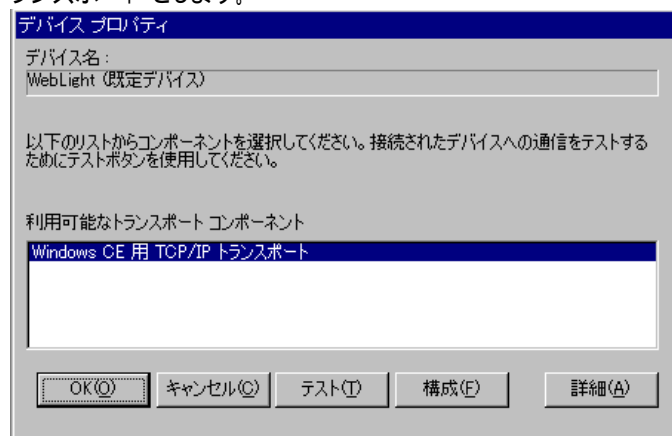 ランスポート"をします。
デバイス プロパティ
デバイス名:
WebLight (既定デバイス)
以下のリストからコンポーネントを選択してください。接続されたデバイスへの通信をテストする
ためにテストボタンを使用してください。
利用可能なトランスポート コンポーネント
Windows CE 用 TCP/IP トランスポート
OK(O) キャンセル(C) テスト(T) 構成(F) 詳細(A)